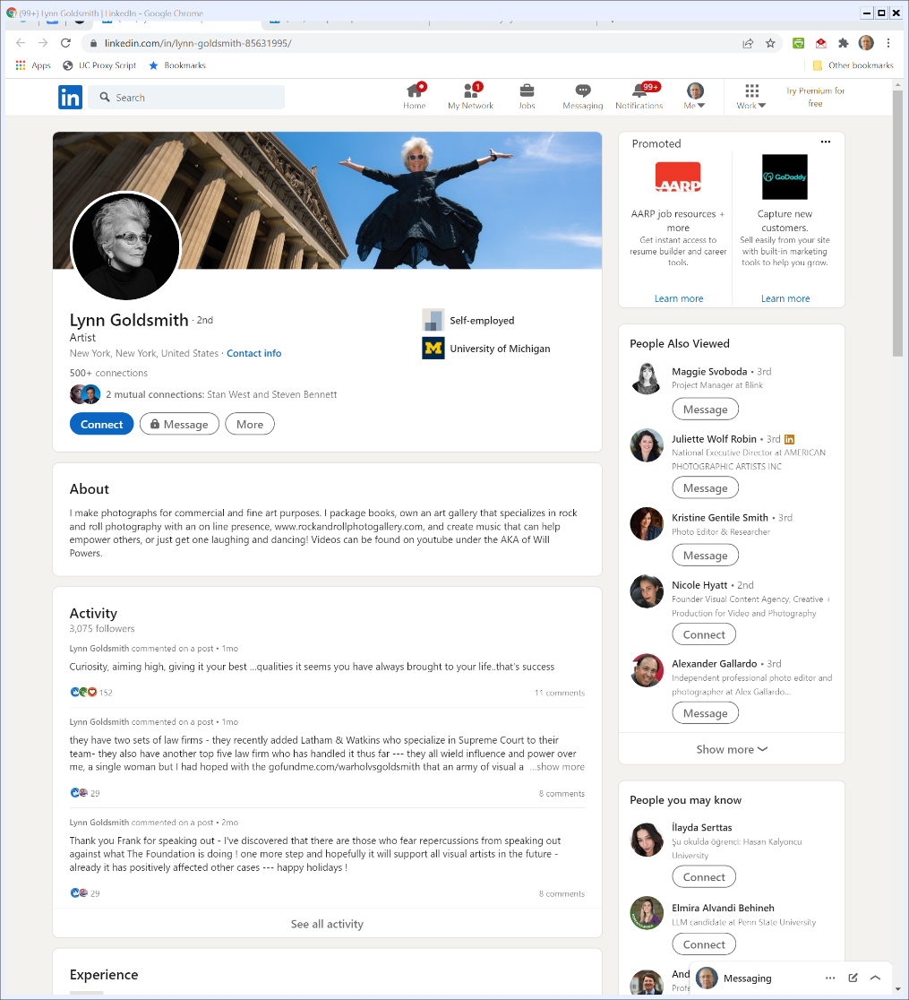 (99+) Lynn Goldsmith | LinkedIn - Google Chrome
linkedin.com/in/lynn-goldsmith-85631995/
Apps
UC Proxy Script
Bookmarks
Other bookmarks
in
Search
Home
1
My Network
Jobs
Messaging
99+
Notifications
Me
Work
Try Premium for
free
Lynn Goldsmith · 2nd
Artist
New York, New York, United States · Contact info
500+ connections
2 mutual connections: Stan West and Steven Bennett
Connect
Message
More
Self-employed
M
University of Michigan
About
I make photographs for commercial and fine art purposes. I package books, own an art gallery that specializes in rock
and roll photography with an on line presence, www.rockandrollphotogallery.com, and create music that can help
empower others, or just get one laughing and dancing! Videos can be found on youtube under the AKA of Will
Powers.
Activity
3,075 followers
Lynn Goldsmith commented on a post • 1mo
Curiosity, aiming high, giving it your best ...qualities it seems you have always brought to your life..that's success
152
11 comments
Lynn Goldsmith commented on a post • 1mo
they have two sets of law firms - they recently added Latham & Watkins who specialize in Supreme Court to their
team- they also have another top five law firm who has handled it thus far --- they all wield influence and power over
me, a single woman but I had hoped with the gofundme.com/warholvsgoldsmith that an army of visual a ...show more
29
8 comments
Lynn Goldsmith commented on a post • 2mo
Thank you Frank for speaking out - I've discovered that there are those who fear repercussions from speaking out
against what The Foundation is doing ! one more step and hopefully it will support all visual artists in the future -
already it has positively affected other cases --- happy holidays !
29
8 comments
See all activity
Experience
Promoted
AARP
AARP job resources +
more
Get instant access to
resume builder and career
tools.
Learn more
GoDaddy
Capture new
customers.
Sell easily from your site
with built-in marketing
tools to help you grow.
Learn more
People Also Viewed
Maggie Svoboda • 3rd
Project Manager at Blink
Message
Juliette Wolf Robin • 3rd in
National Executive Director at AMERICAN
PHOTOGRAPHIC ARTISTS INC
Message
Kristine Gentile Smith • 3rd
Photo Editor & Researcher
Message
Nicole Hyatt • 2nd
Founder Visual Content Agency, Creative +
Production for Video and Photography
Connect
Alexander Gallardo • 3rd
Independent professional photo editor and
photographer at Alex Gallardo...
Message
Show more
People you may know
İlayda Serttas
Şu okulda öğrenci: Hasan Kalyoncu
University
Connect
Elmira Alvandi Behineh
LLM candidate at Penn State University
Connect
And
Profe
Messaging